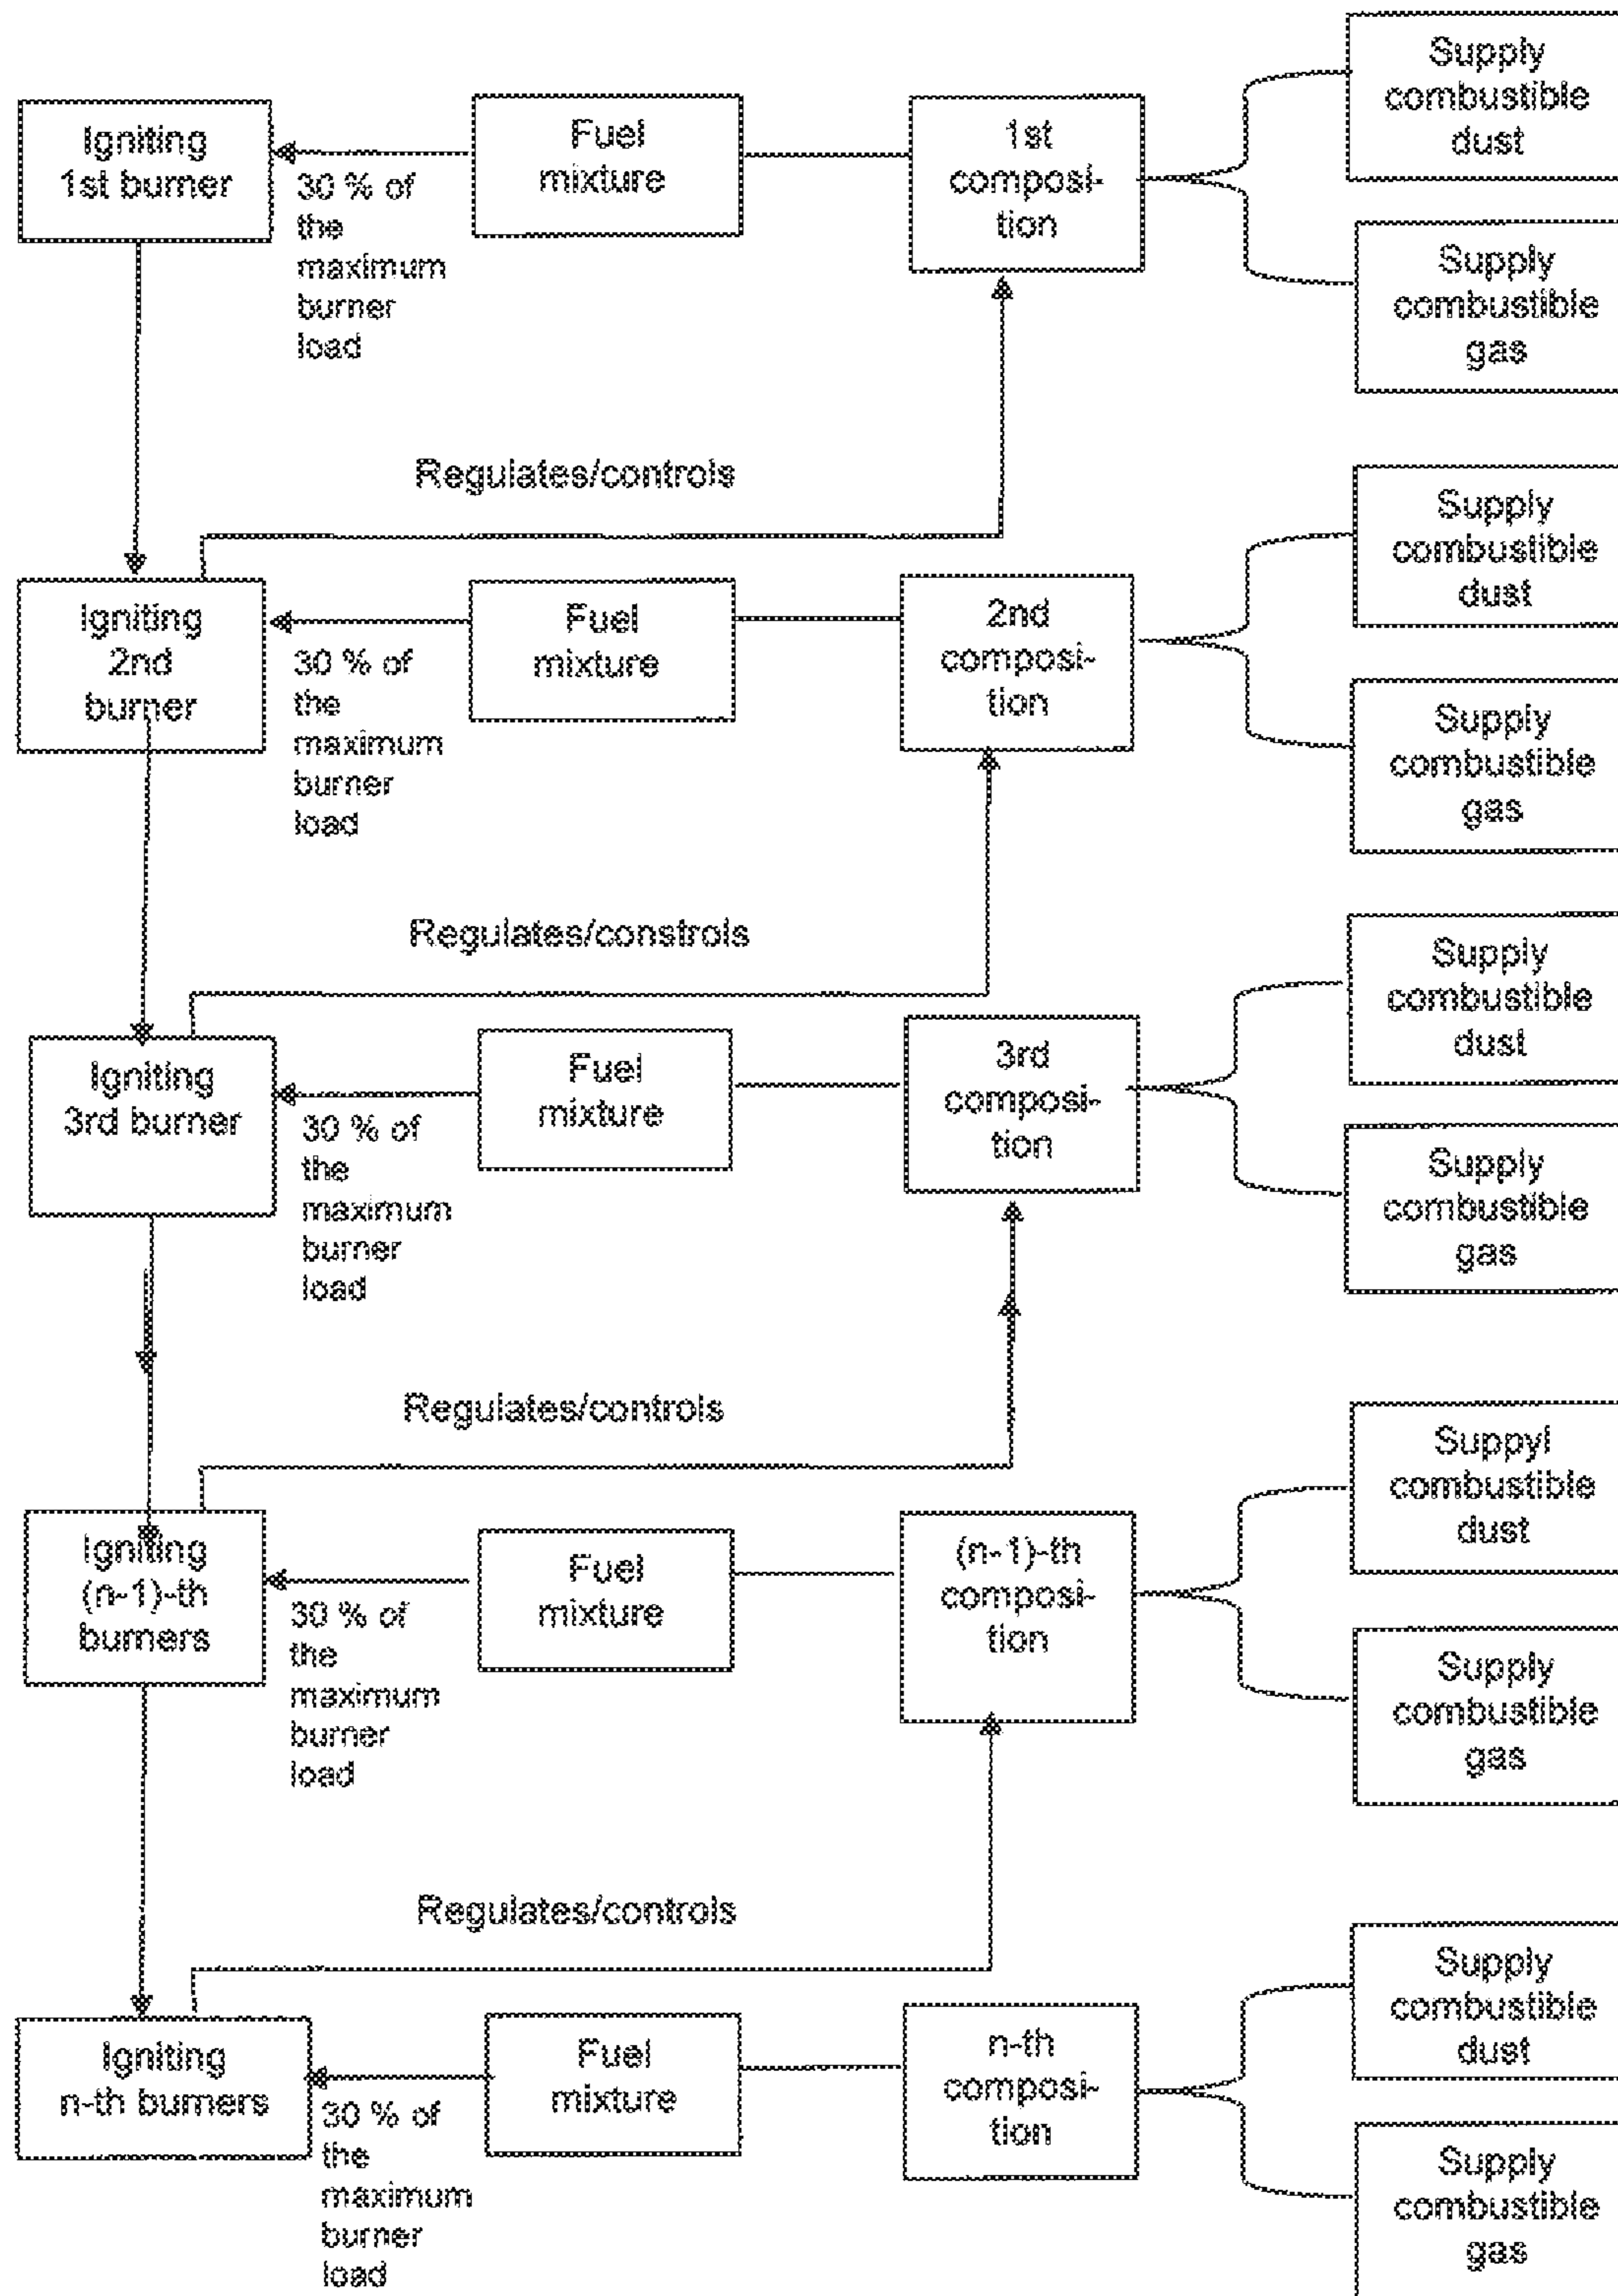 Igniting
1st burner
30 % of
the
maximum
burner
load
Fuel
mixture
1st
composi-
tion
Supply
combustible
dust
Supply
combustible
gas
Regulates/controls
Igniting
2nd
burner
30 % of
the
maximum
burner
load
Fuel
mixture
2nd
composi-
tion
Supply
combustible
dust
Supply
combustible
gas
Regulates/constrols
Igniting
3rd burner
30 % of
the
maximum
burner
load
Fuel
mixture
3rd
composi-
tion
Supply
combustible
dust
Supply
combustible
gas
Regulates/controls
Igniting
(n-1)-th
burners
30 % of
the
maximum
burner
load
Fuel
mixture
(n-1)-th
composi-
tion
Suppyl
combustible
dust
Supply
combustible
gas
Regulates/controls
Igniting
n-th burners
30 % of
the
maximum
burner
load
Fuel
mixture
n-th
composi-
tion
Supply
combustible
dust
Supply
combustible
gas